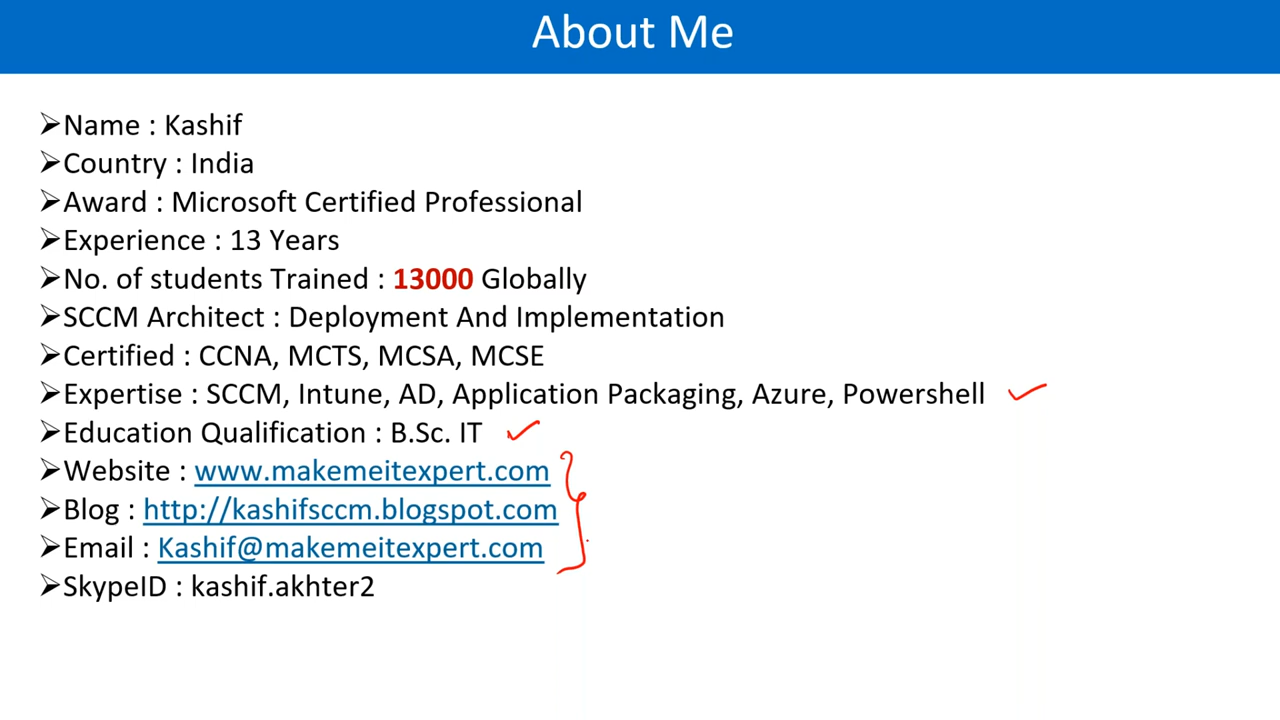 About Me
➢Name : Kashif
➢Country : India
➢Award : Microsoft Certified Professional
➢Experience : 13 Years
➢No. of students Trained : 13000 Globally
➢SCCM Architect : Deployment And Implementation
➢Certified : CCNA, MCTS, MCSA, MCSE
➢Expertise : SCCM, Intune, AD, Application Packaging, Azure, Powershell
➢Education Qualification : B.Sc. IT
➢Website : www.makemeitexpert.com
➢Blog : http://kashifsccm.blogspot.com
➢Email : Kashif@makemeitexpert.com
➢SkypeID : kashif.akhter2